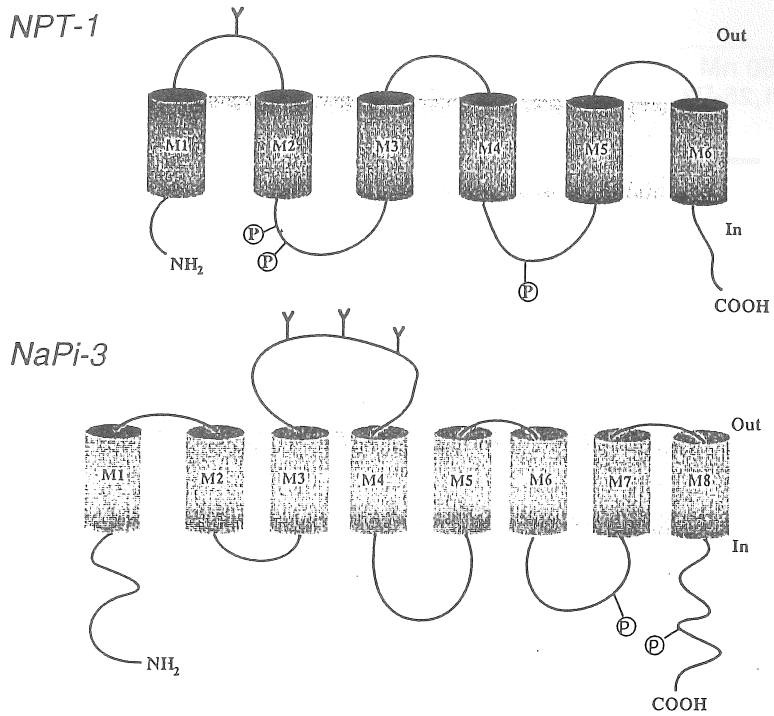 NPT-1
Out
M1 M2 M3 M4 M5 M6
In
P
P
NH2
P
COOH
NaPi-3
Out
M1 M2 M3 M4 M5 M6 M7 M8
In
P
P
NH2
COOH